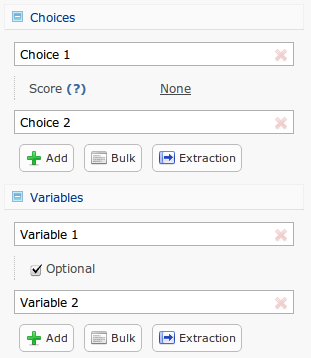 Choices
Choice 1
Score (?) None
Choice 2
Add Bulk Extraction
Variables
Variable 1
Optional
Variable 2
Add Bulk Extraction